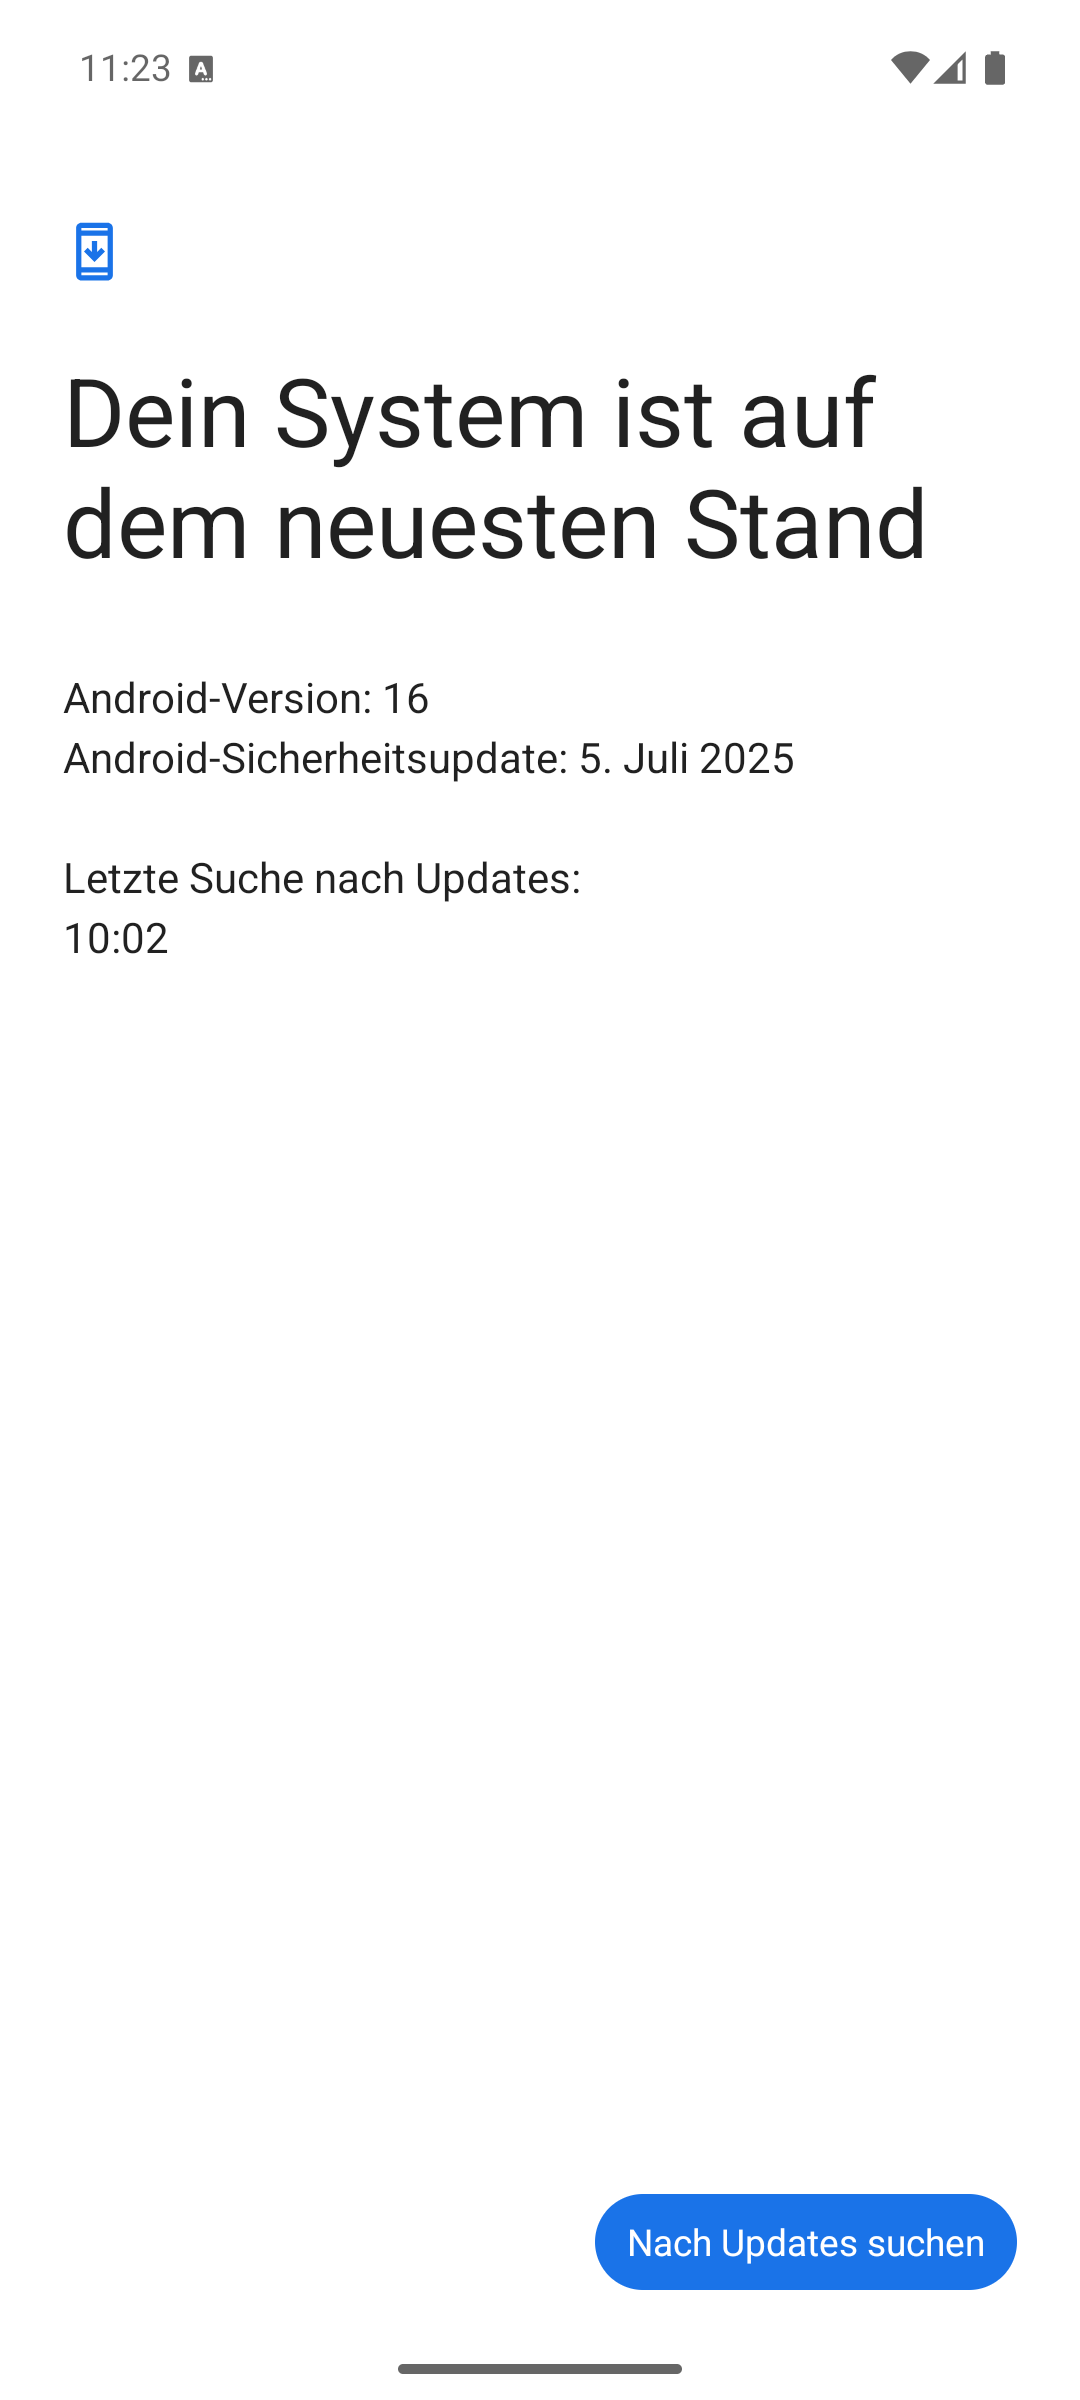 11:23
Dein System ist auf
dem neuesten Stand
Android-Version: 16
Android-Sicherheitsupdate: 5. Juli 2025
Letzte Suche nach Updates:
10:02
Nach Updates suchen